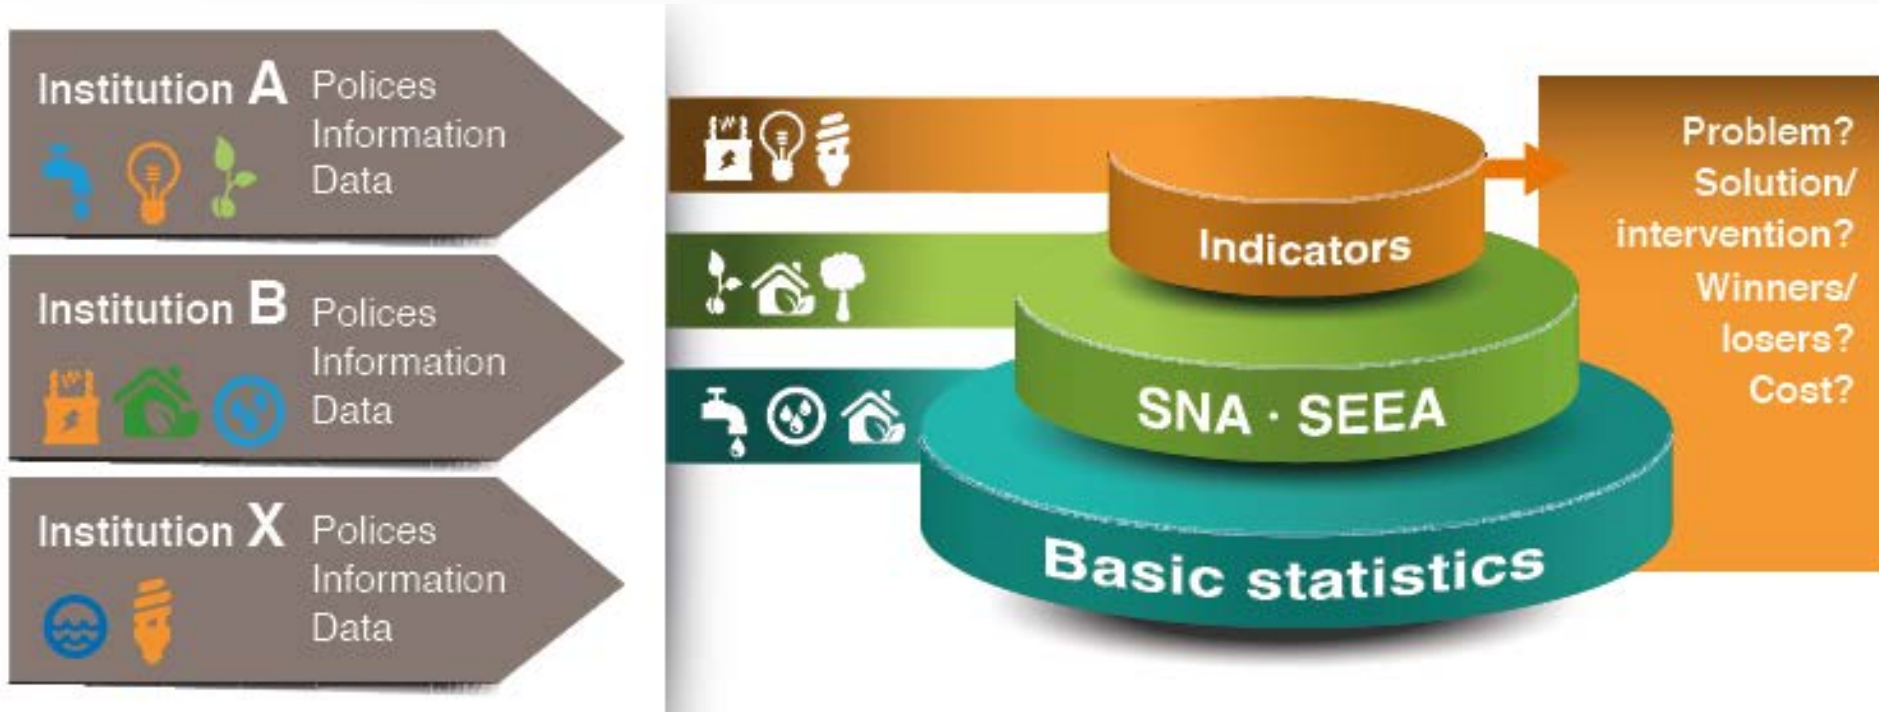 Institution A
Polices
Information
Data
Institution B
Polices
Information
Data
Institution X
Polices
Information
Data
Indicators
SNA · SEEA
Basic statistics
Problem?
Solution/
intervention?
Winners/
losers?
Cost?